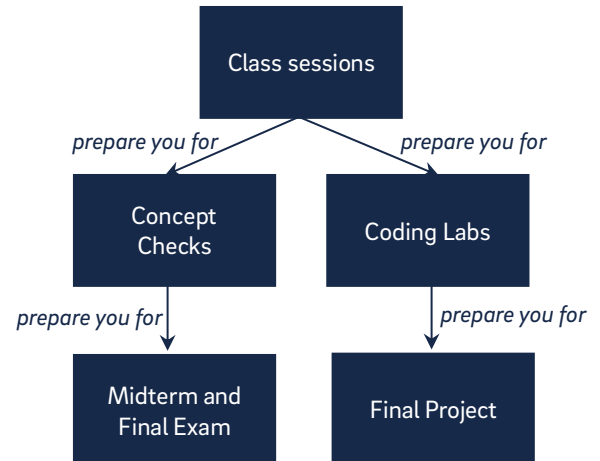 Class sessions
prepare you for
prepare you for
Concept
Checks
Coding Labs
prepare you for
prepare you for
Midterm and
Final Exam
Final Project